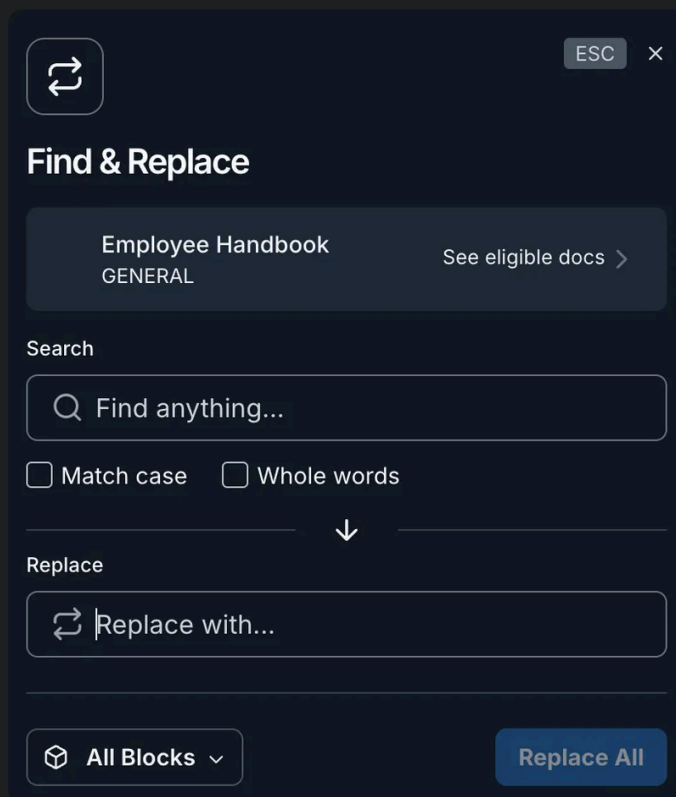 ESC
Find & Replace
Employee Handbook
GENERAL
See eligible docs
Search
Find anything...
Match case
Whole words
Replace
Replace with...
All Blocks
Replace All